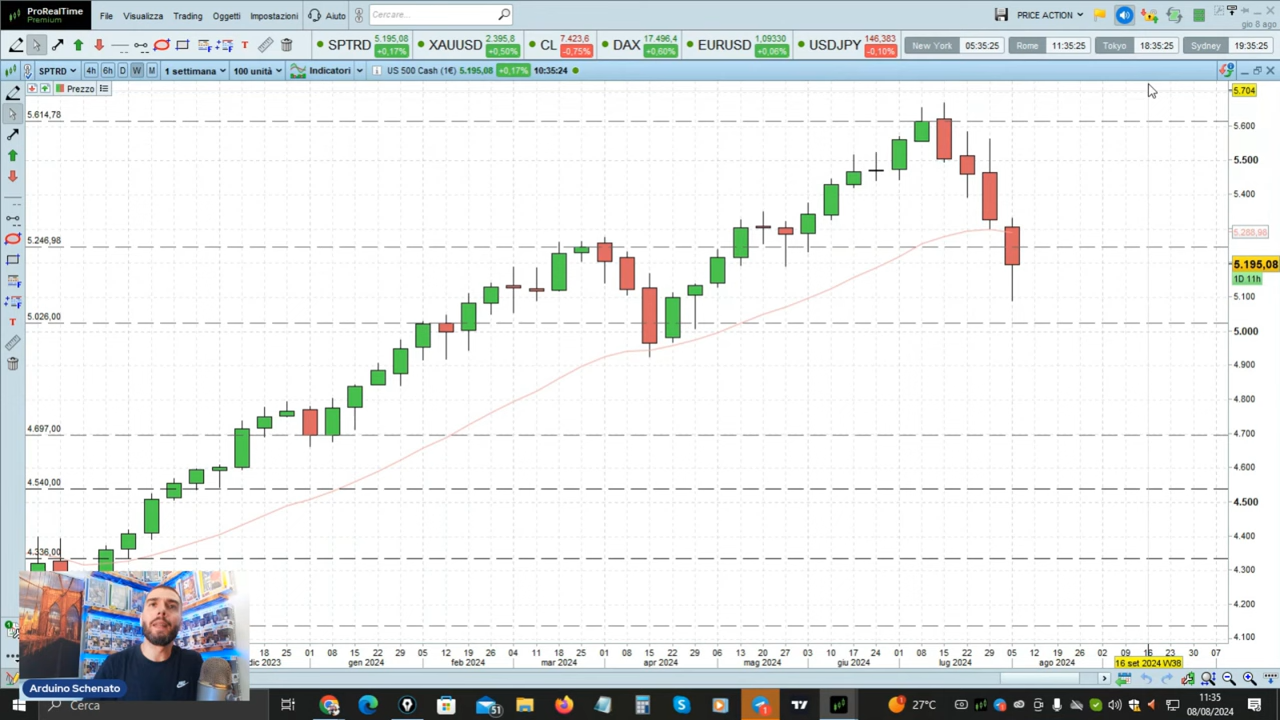 ProRealTime
Premium
File Visualizza Trading Oggetti Impostazioni Aiuto Cercare... PRICE ACTION gio 8 ago
SPTRD 5.195,08 +0,17% XAUUSD 2.395,8 +0,50% CL 7.423,6 -0,75% DAX 17.496,4 +0,60% EURUSD 1,09330 +0,06% USDJPY 146,383 -0,10% New York 05:35:25 Rome 11:35:25 Tokyo 18:35:25 Sydney 19:35:25
SPTRD 4h 6h D W M 1 settimana 100 unità Indicatori US 500 Cash (1€) 5.195,08 +0,17% 10:35:24
Prezzo
5.704
5.614,78
5.600
5.500
5.400
5.246,98
5.288,98
5.195,08
1D 11h
5.100
5.026,00
5.000
4.900
4.800
4.697,00
4.700
4.600
4.540,00
4.500
4.400
4.336,00
4.300
4.200
4.100
18 25 01 08 15 22 29 05 12 19 26 04 11 18 25 01 08 15 22 29 06 13 20 27 03 10 17 24 01 08 15 22 29 05 12 19 26 02 09 16 23 30 07
dic 2023 gen 2024 feb 2024 mar 2024 apr 2024 mag 2024 giu 2024 lug 2024 ago 2024 16 set 2024 W38
Arduino Schenato
Cerca 51 27°C 11:35
08/08/2024